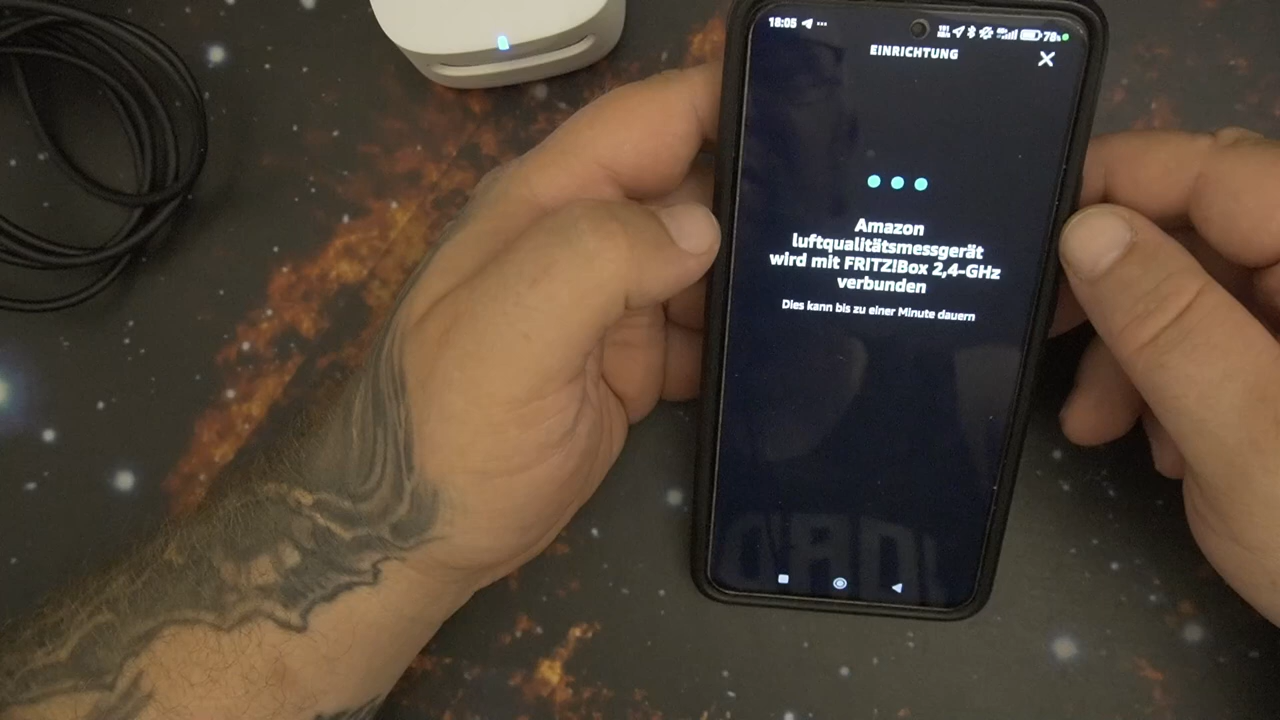 18:05
78%
EINRICHTUNG
Amazon
luftqualitätsmessgerät
wird mit FRITZ!Box 2,4-GHz
verbunden
Dies kann bis zu einer Minute dauern